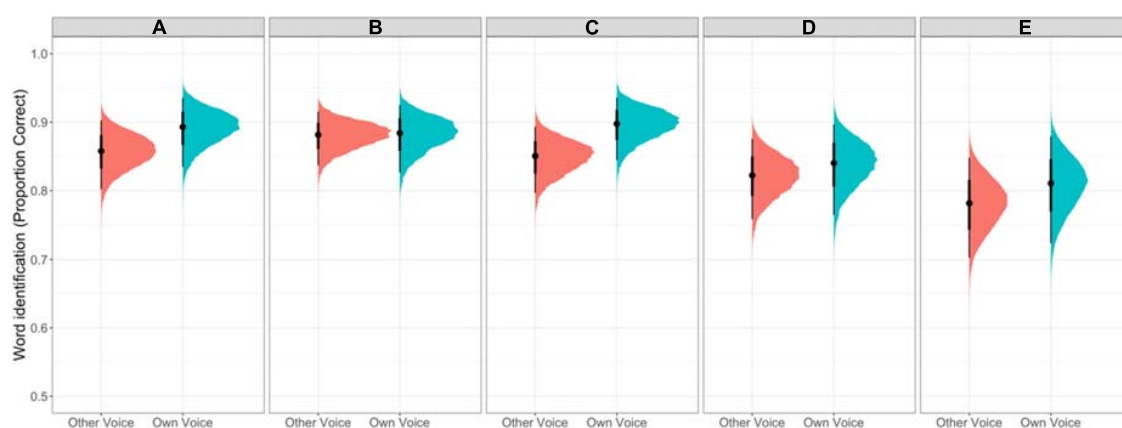 A B C D E
Word identification (Proportion Correct)
1.0
0.9
0.8
0.7
0.6
0.5
Other Voice Own Voice Other Voice Own Voice Other Voice Own Voice Other Voice Own Voice Other Voice Own Voice